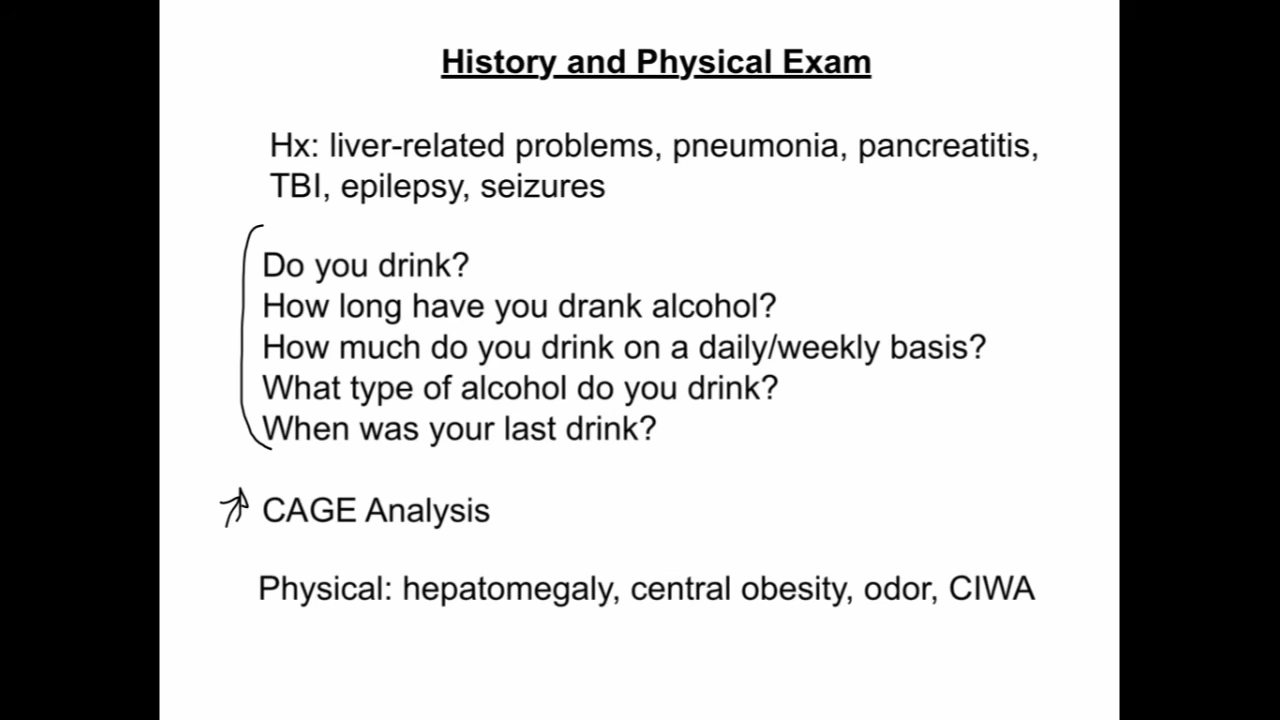 History and Physical Exam
Hx: liver-related problems, pneumonia, pancreatitis,
TBI, epilepsy, seizures
Do you drink?
How long have you drank alcohol?
How much do you drink on a daily/weekly basis?
What type of alcohol do you drink?
When was your last drink?
CAGE Analysis
Physical: hepatomegaly, central obesity, odor, CIWA